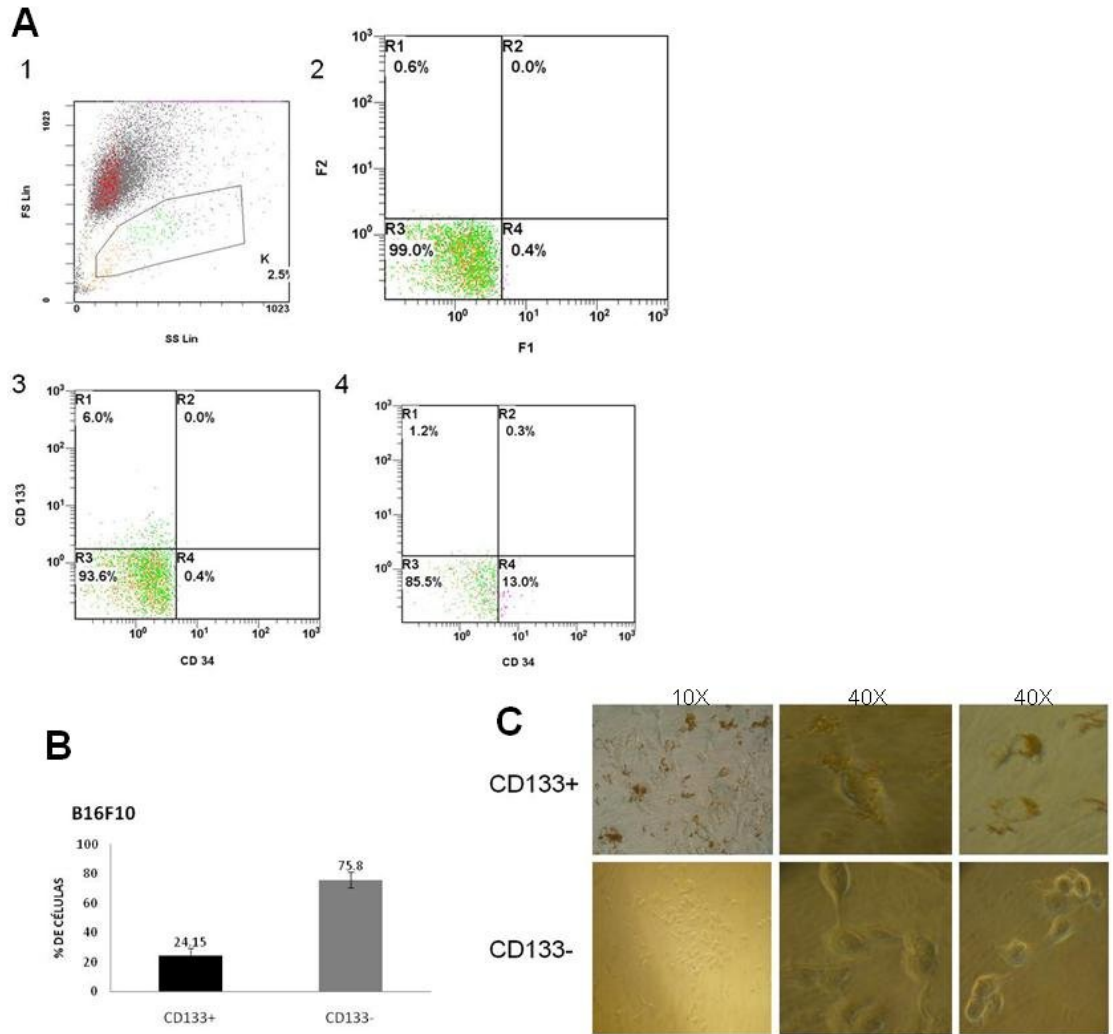 A
1
1023
FS Lin
0
K
2.5%
0
1023
SS Lin
2
10³
R1
0.6%
R2
0.0%
10²
F2
10¹
10⁰
R3
99.0%
R4
0.4%
10⁰
10¹
10²
10³
F1
3
10³
R1
6.0%
R2
0.0%
10²
CD 133
10¹
10⁰
R3
93.6%
R4
0.4%
10⁰
10¹
10²
10³
CD 34
4
10³
R1
1.2%
R2
0.3%
10²
10¹
10⁰
R3
85.5%
R4
13.0%
10⁰
10¹
10²
10³
CD 34
B
B16F10
% DE CÉLULAS
100
80
60
40
20
0
24,15
75.8
CD133+
CD133-
C
10X
40X
40X
CD133+
CD133-